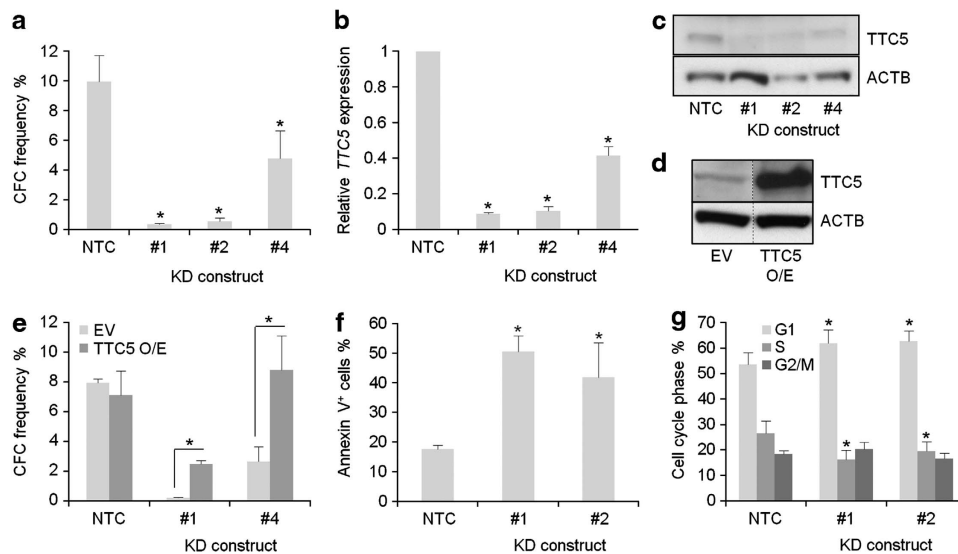 a
CFC frequency %
12
10
8
6
4
2
0
*
*
*
NTC
#1
#2
#4
KD construct
b
Relative TTC5 expression
1
0.8
0.6
0.4
0.2
0
*
*
*
NTC
#1
#2
#4
KD construct
c
TTC5
ACTB
NTC
#1
#2
#4
KD construct
d
TTC5
ACTB
EV
TTC5
O/E
e
CFC frequency %
12
10
8
6
4
2
0
EV
TTC5 O/E
*
*
NTC
#1
#4
KD construct
f
Annexin V+ cells %
60
50
40
30
20
10
0
*
*
NTC
#1
#2
KD construct
g
Cell cycle phase %
70
60
50
40
30
20
10
0
G1
S
G2/M
*
*
*
*
NTC
#1
#2
KD construct